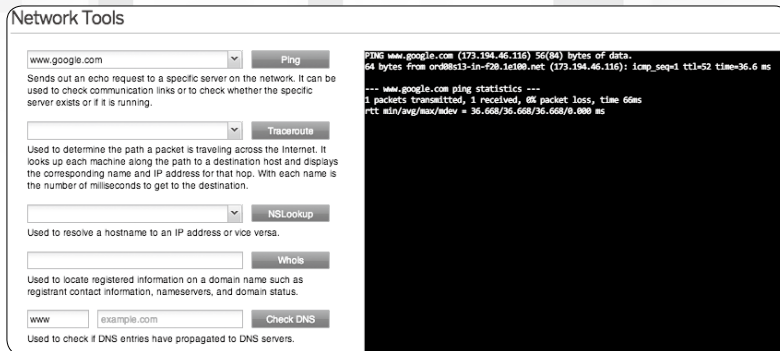 Network Tools
www.google.com
Ping
Sends out an echo request to a specific server on the network. It can be
used to check communication links or to check whether the specific
server exists or if it is running.
Traceroute
Used to determine the path a packet is traveling across the Internet. It
looks up each machine along the path to a destination host and displays
the corresponding name and IP address for that hop. With each name is
the number of milliseconds to get to the destination.
NSLookup
Used to resolve a hostname to an IP address or vice versa.
WhoIs
Used to locate registered information on a domain name such as
registrant contact information, nameservers, and domain status.
www
example.com
Check DNS
Used to check if DNS entries have propagated to DNS servers.
PING www.google.com (173.194.46.116) 56(84) bytes of data.
64 bytes from ord08s13-in-f20.1e100.net (173.194.46.116): icmp_seq=1 ttl=52 time=36.6 ms
--- www.google.com ping statistics ---
1 packets transmitted, 1 received, 0% packet loss, time 66ms
rtt min/avg/max/mdev = 36.668/36.668/36.668/0.000 ms